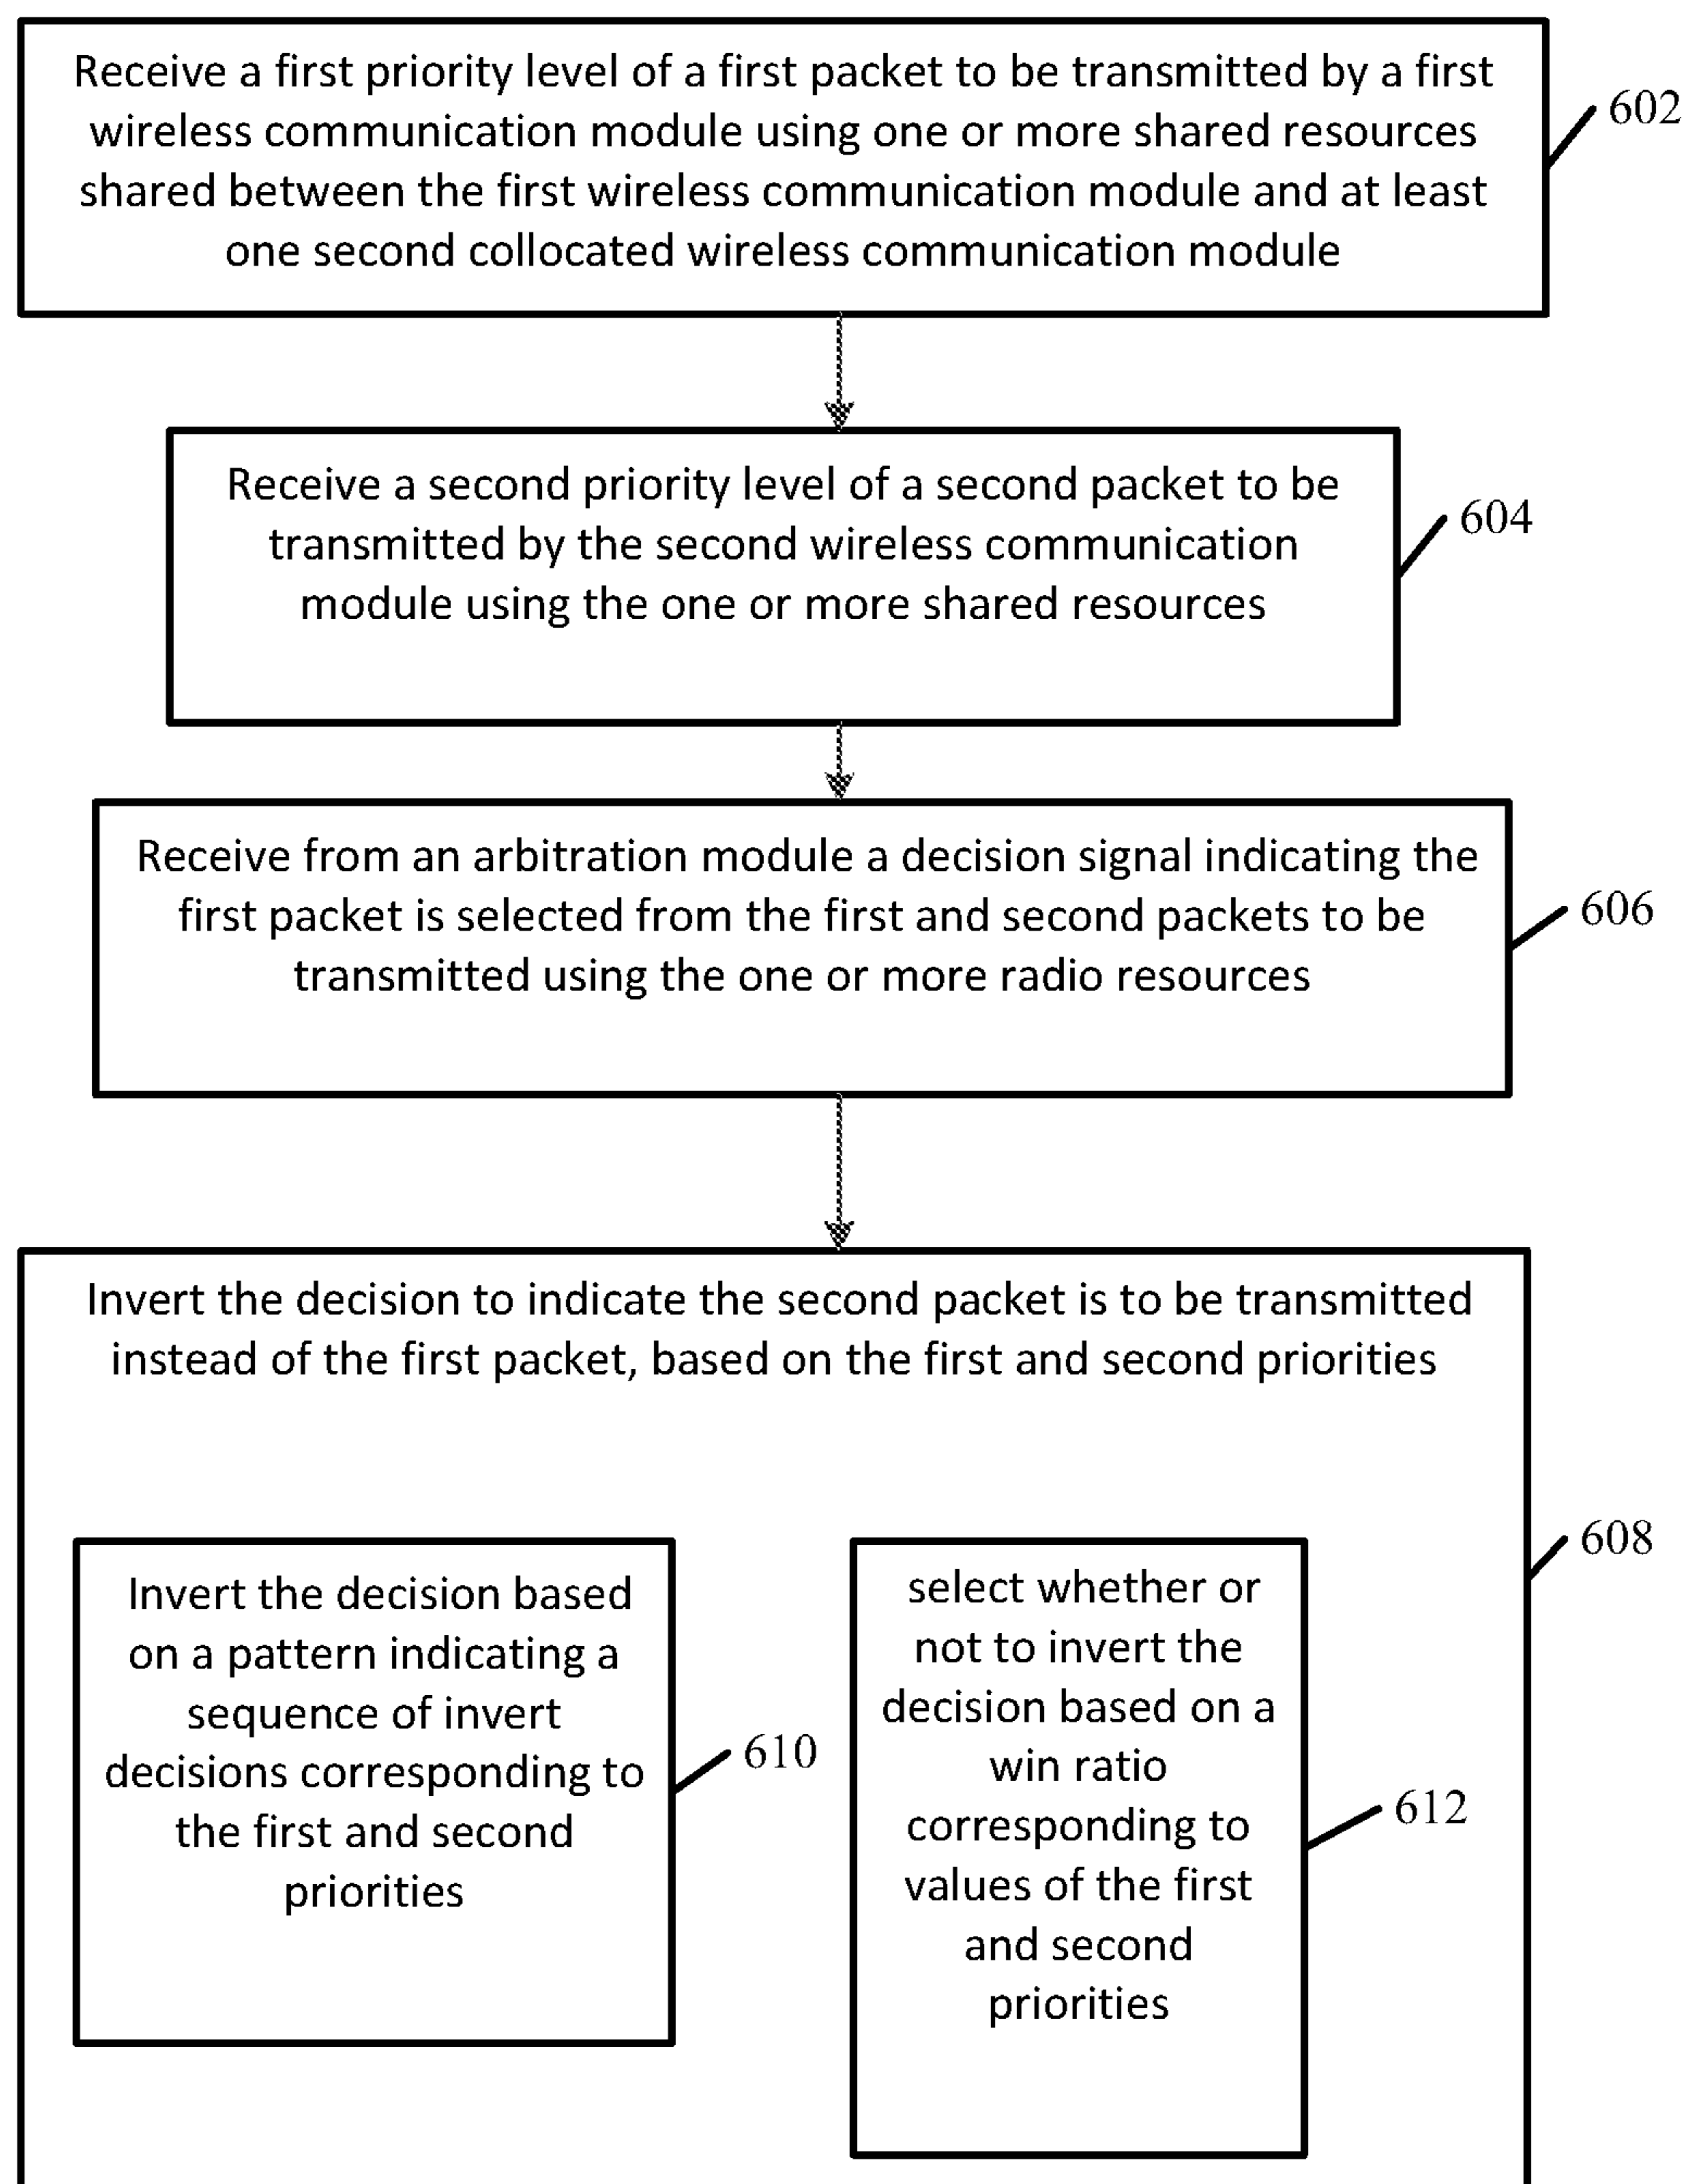 Receive a first priority level of a first packet to be transmitted by a first
wireless communication module using one or more shared resources
shared between the first wireless communication module and at least
one second collocated wireless communication module
602
Receive a second priority level of a second packet to be
transmitted by the second wireless communication
module using the one or more shared resources
604
Receive from an arbitration module a decision signal indicating the
first packet is selected from the first and second packets to be
transmitted using the one or more radio resources
606
Invert the decision to indicate the second packet is to be transmitted
instead of the first packet, based on the first and second priorities
608
Invert the decision based
on a pattern indicating a
sequence of invert
decisions corresponding to
the first and second
priorities
610
select whether or
not to invert the
decision based on a
win ratio
corresponding to
values of the first
and second
priorities
612